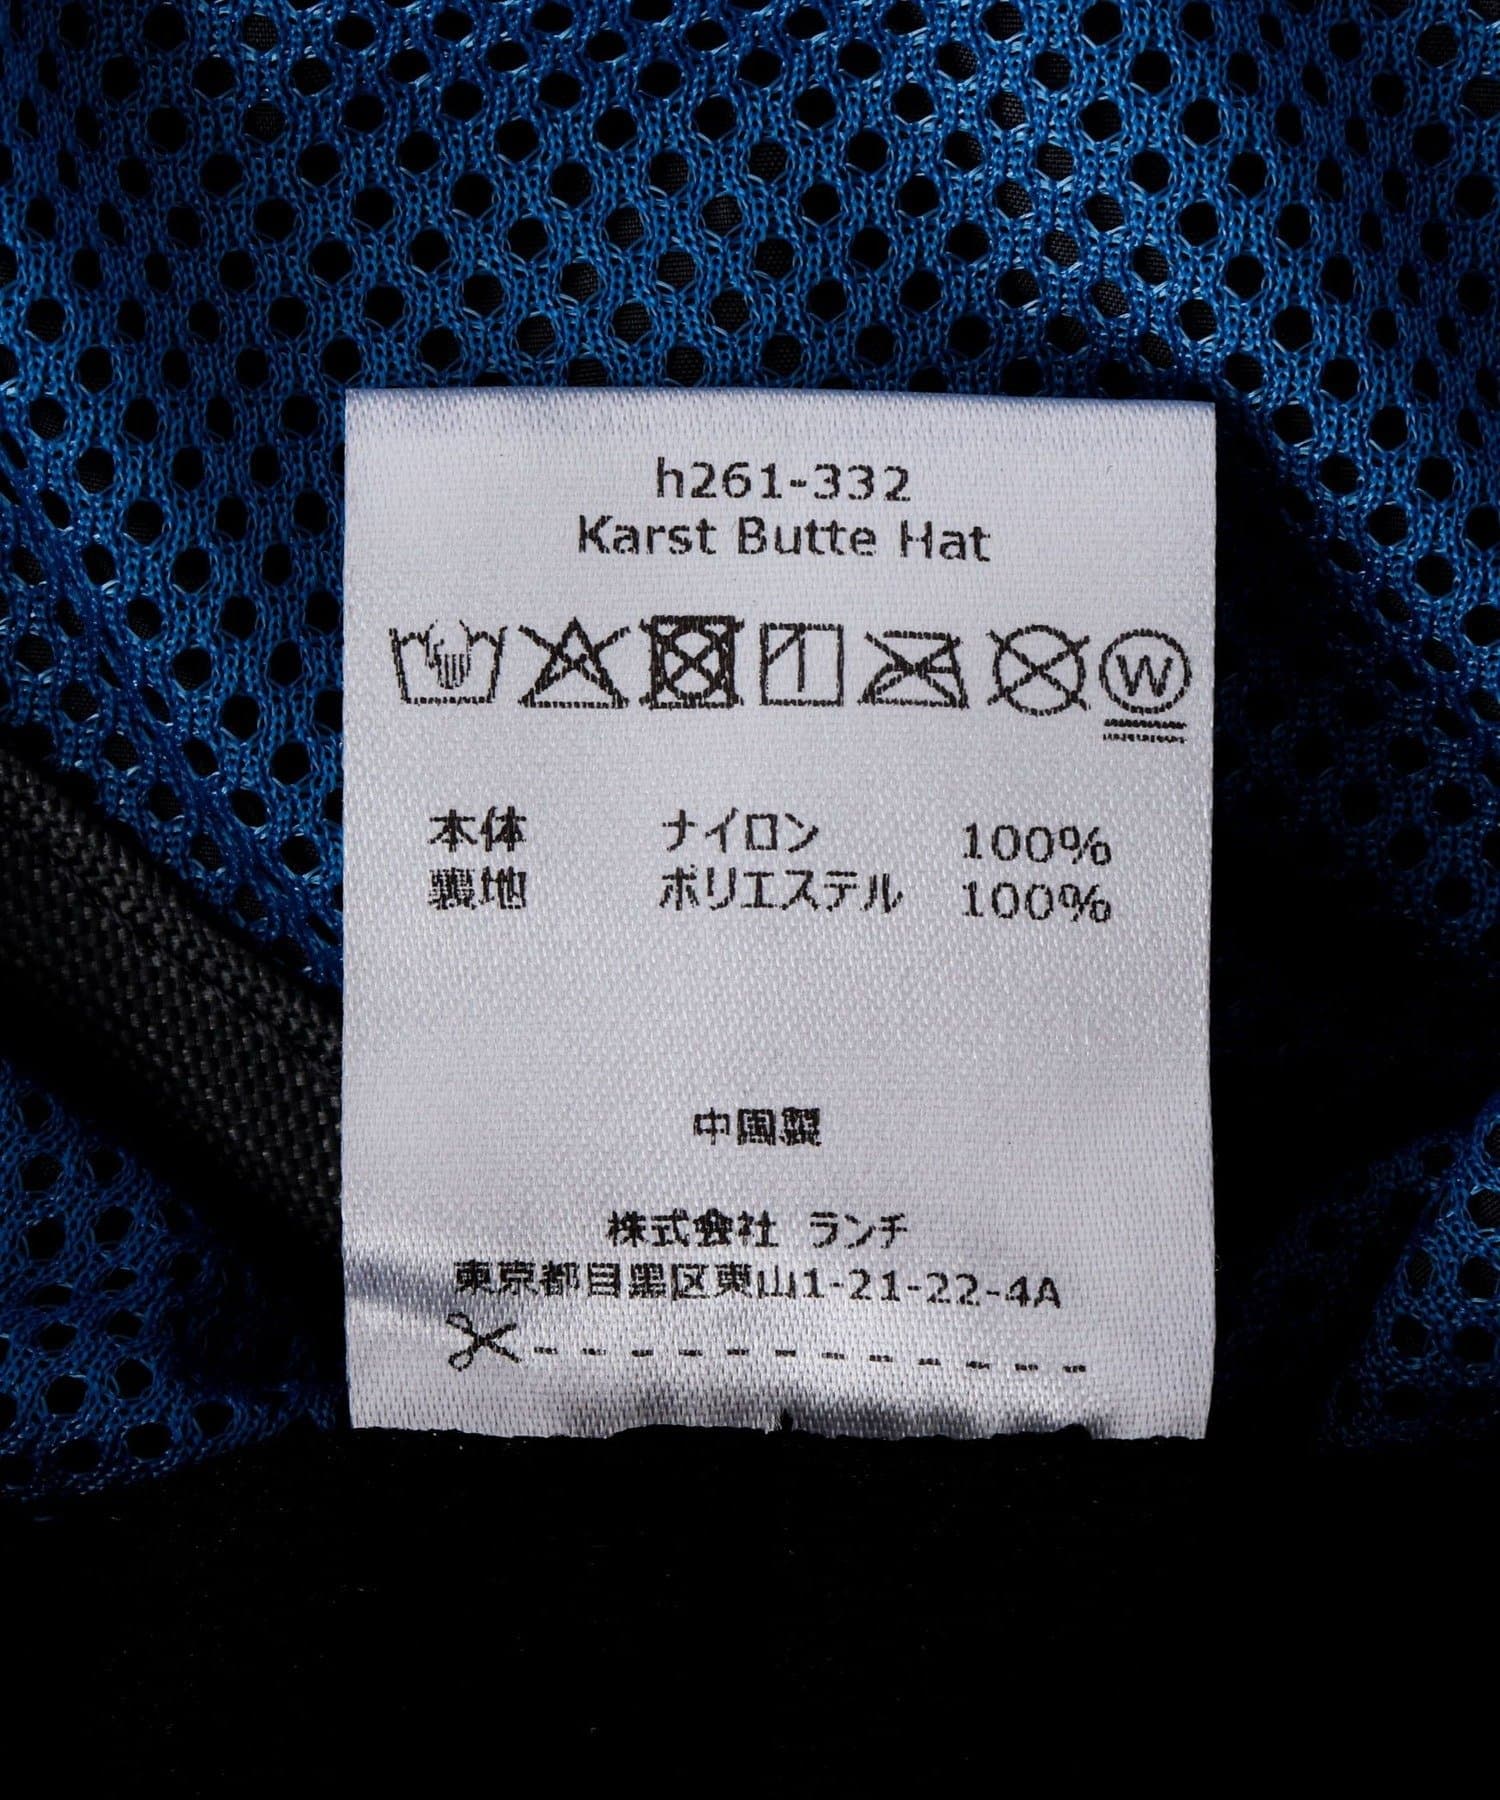 h261-332
Karst Butte Hat
W
本体 ナイロン 100%
裏地 ポリエステル 100%
中国製
株式会社 ランチ
東京都目黒区東山1-21-22-4A